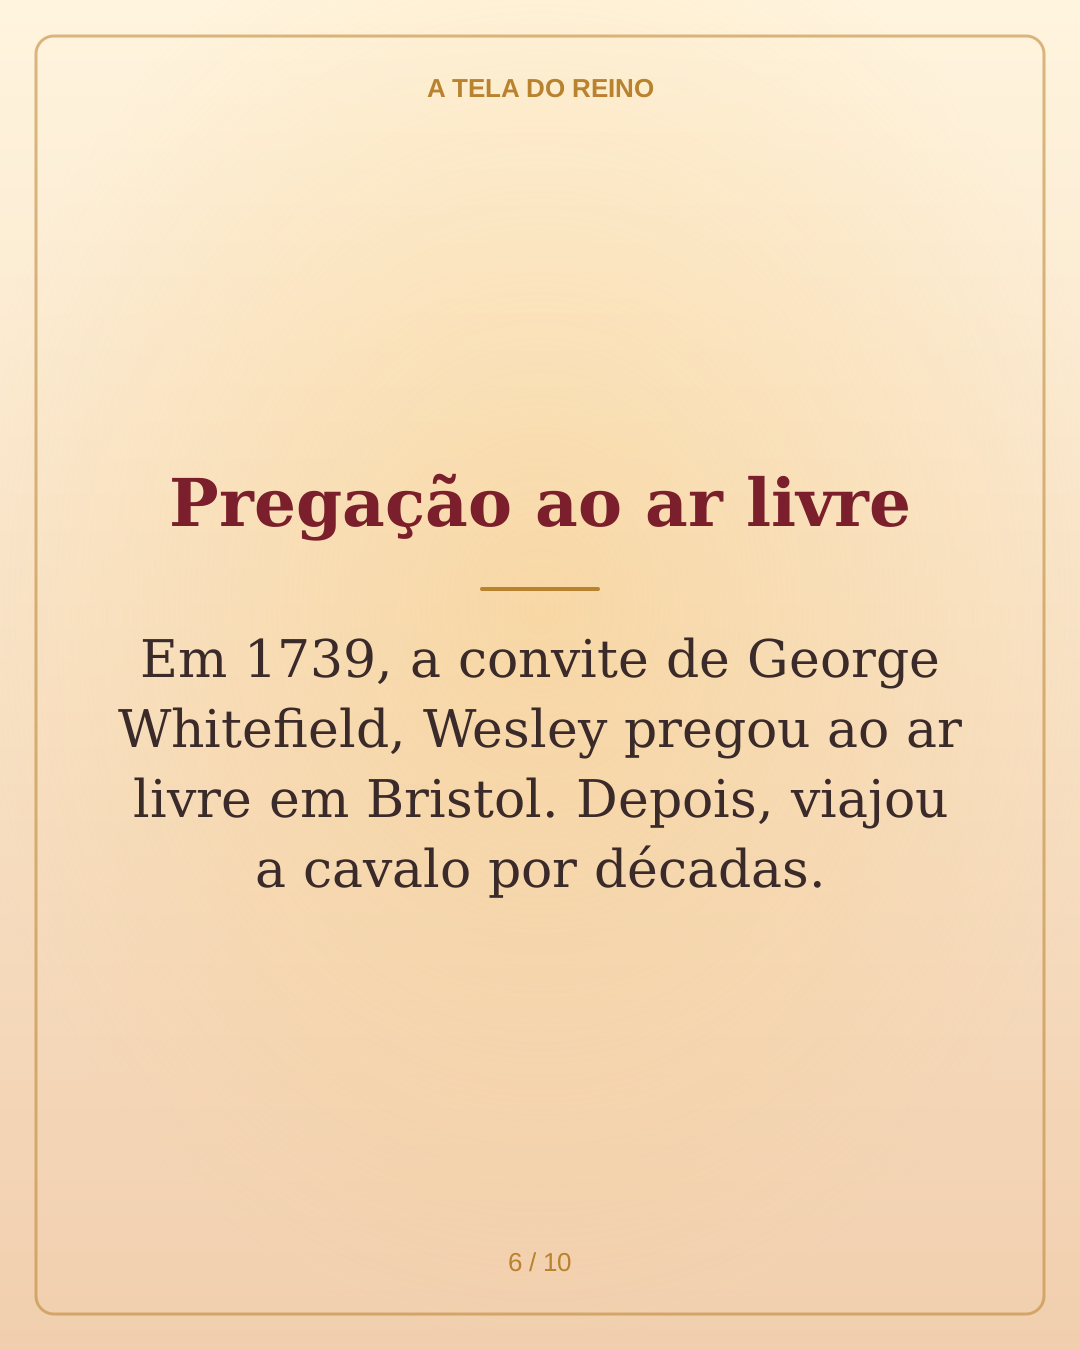 A TELA DO REINO
Pregação ao ar livre
Em 1739, a convite de George
Whitefield, Wesley pregou ao ar
livre em Bristol. Depois, viajou
a cavalo por décadas.
6 / 10